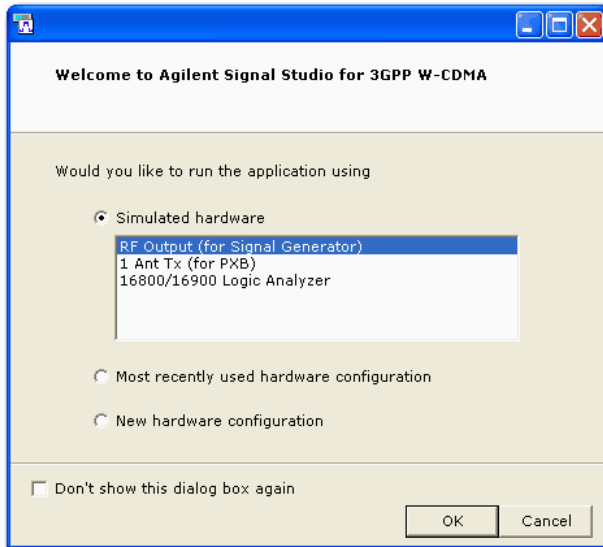 Welcome to Agilent Signal Studio for 3GPP W-CDMA
Would you like to run the application using
Simulated hardware
RF Output (for Signal Generator)
1 Ant Tx (for PXB)
16800/16900 Logic Analyzer
Most recently used hardware configuration
New hardware configuration
Don't show this dialog box again
OK
Cancel